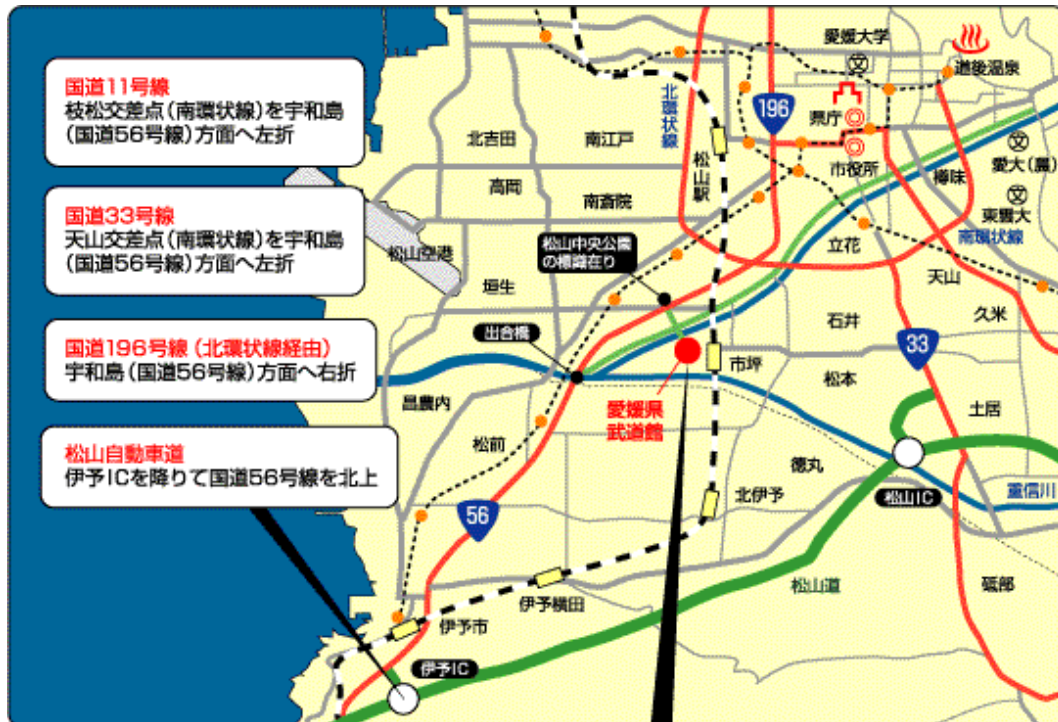 国道11号線
枝松交差点(南環状線)を宇和島
(国道56号線)方面へ左折
国道33号線
天山交差点(南環状線)を宇和島
(国道56号線)方面へ左折
国道196号線(北環状線経由)
宇和島(国道56号線)方面へ右折
松山自動車道
伊予ICを降りて国道56号線を北上
愛媛大学
道後温泉
文
北環状線
196
県庁
市役所
文
愛大(農)
樽味
文
東雲大
南環状線
北吉田
南江戸
松山駅
高岡
南斎院
松山空港
松山中央公園
の標識在り
立花
天山
垣生
久米
石井
出合橋
33
市坪
松本
昌農内
愛媛県
武道館
土居
松前
徳丸
北伊予
松山IC
重信川
56
松山道
砥部
伊予横田
伊予市
伊予IC